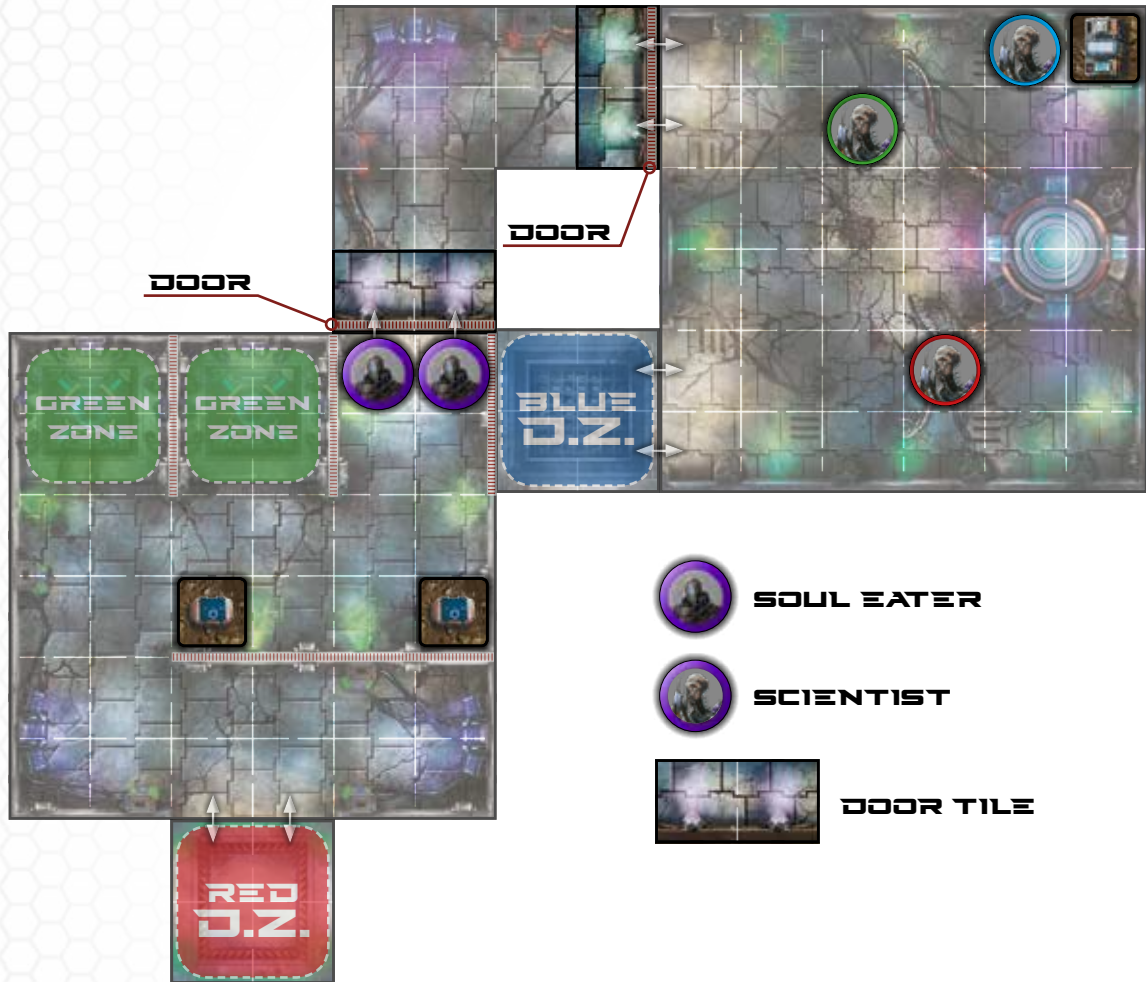 DOOR
DOOR
GREEN
ZONE
GREEN
ZONE
BLUE
D.Z.
SOUL EATER
SCIENTIST
DOOR TILE
RED
D.Z.